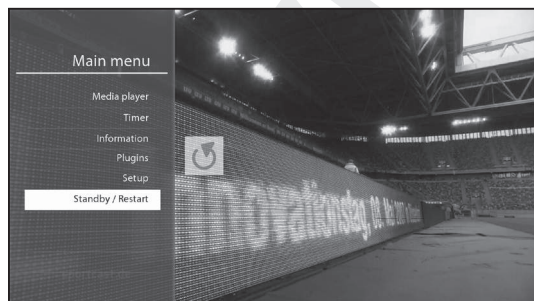 Main menu
Media player
Timer
Information
Plugins
Setup
Standby / Restart